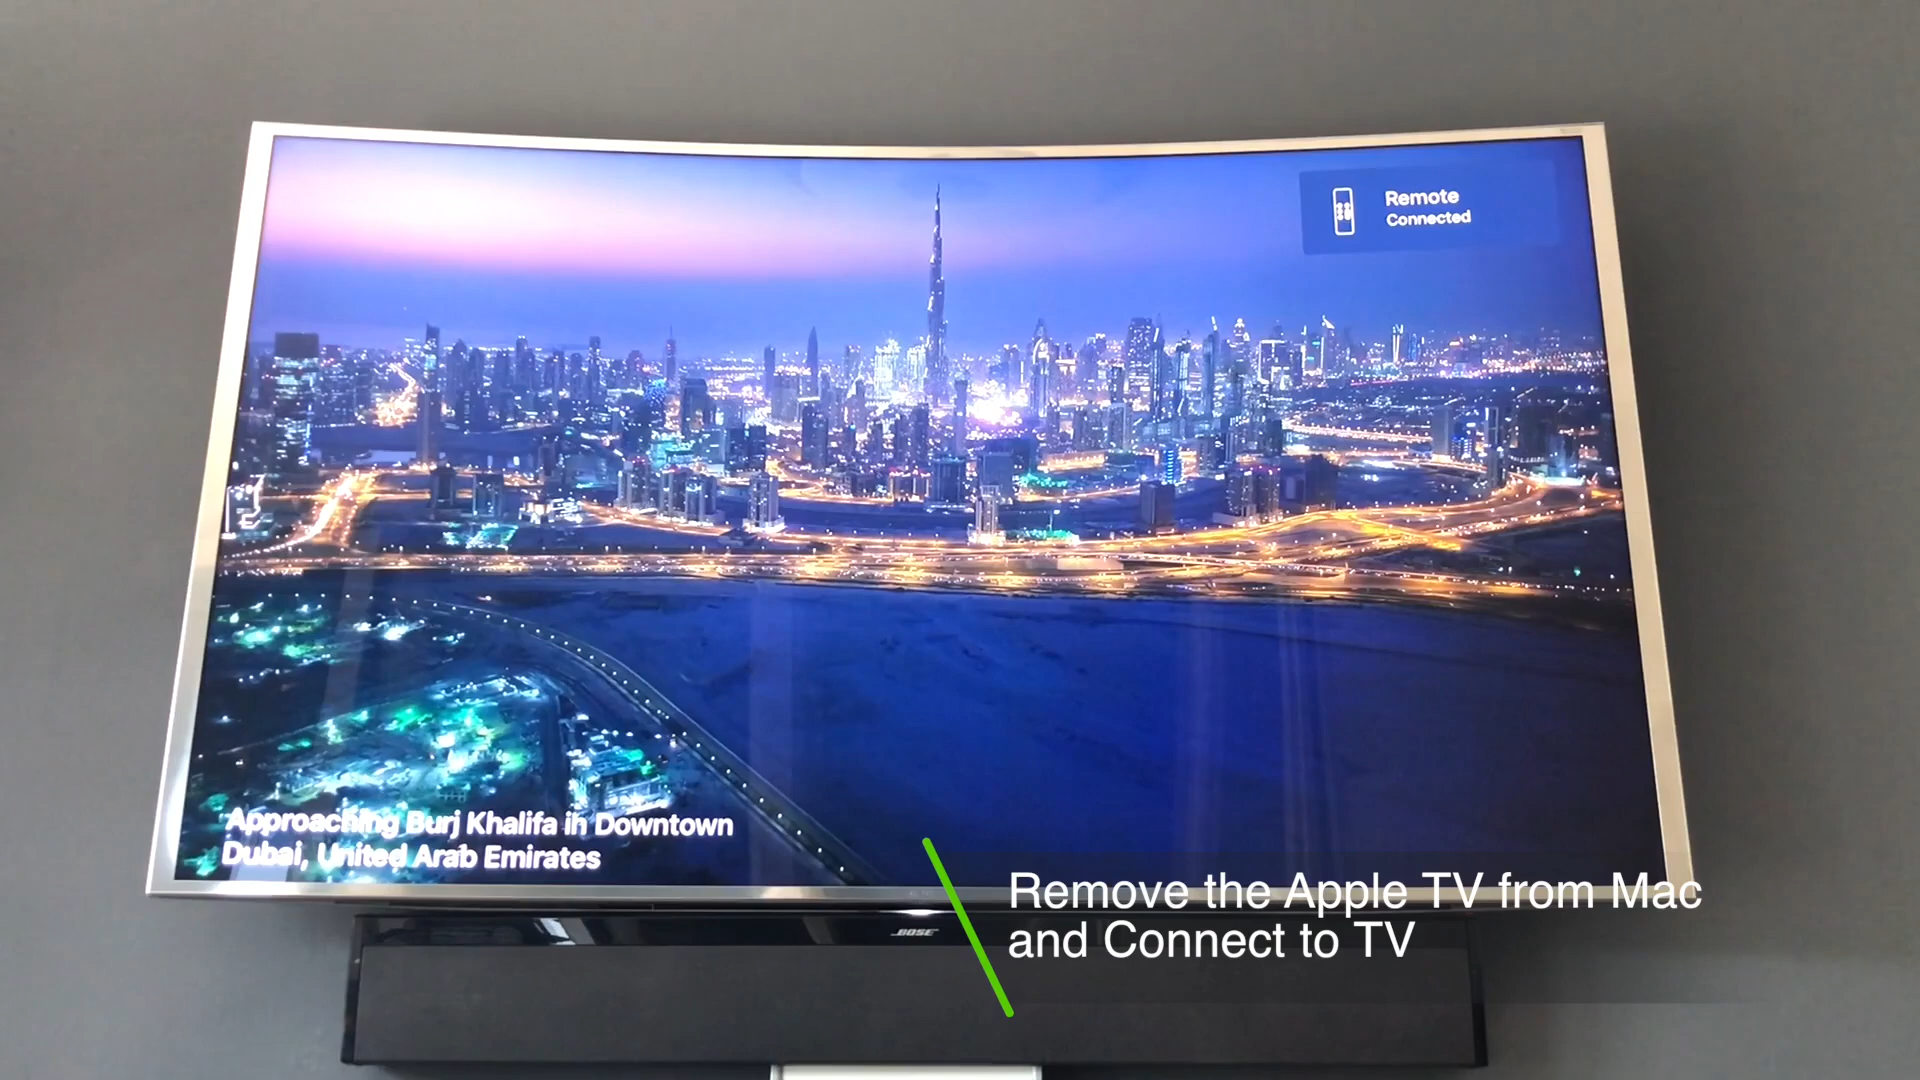 Remote
Connected
Approaching Burj Khalifa in Downtown
Dubai, United Arab Emirates
BOSE
Remove the Apple TV from Mac
and Connect to TV